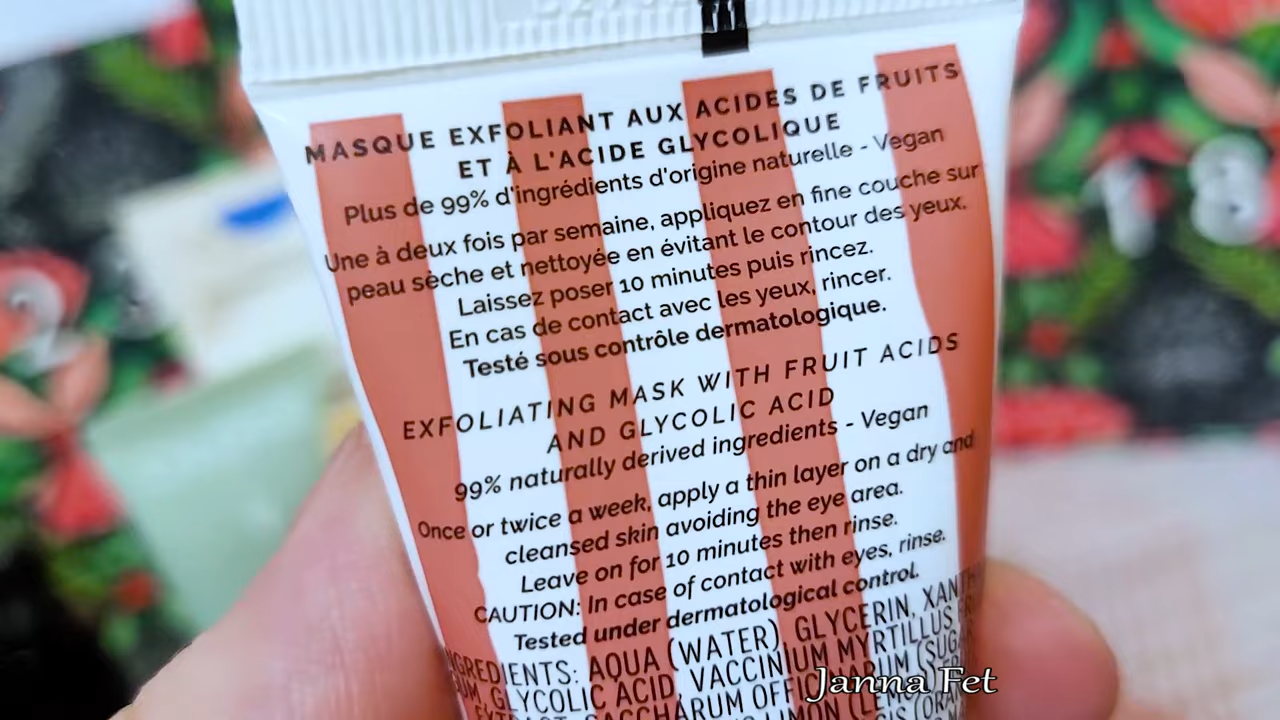 MASQUE EXFOLIANT AUX ACIDES DE FRUITS
ET À L'ACIDE GLYCOLIQUE
Plus de 99% d'ingrédients d'origine naturelle - Vegan
Une à deux fois par semaine, appliquez en fine couche sur
peau sèche et nettoyée en évitant le contour des yeux.
Laissez poser 10 minutes puis rincez.
En cas de contact avec les yeux, rincer.
Testé sous contrôle dermatologique.
EXFOLIATING MASK WITH FRUIT ACIDS
AND GLYCOLIC ACID
99% naturally derived ingredients - Vegan
Once or twice a week, apply a thin layer on a dry and
cleansed skin avoiding the eye area.
Leave on for 10 minutes then rinse.
CAUTION: In case of contact with eyes, rinse.
Tested under dermatological control.
INGREDIENTS: AQUA (WATER), GLYCERIN,
GLYCOLIC ACID, VACCINIUM MYRTILLUS
SACCHARUM
LIMON
Janna Fet
18